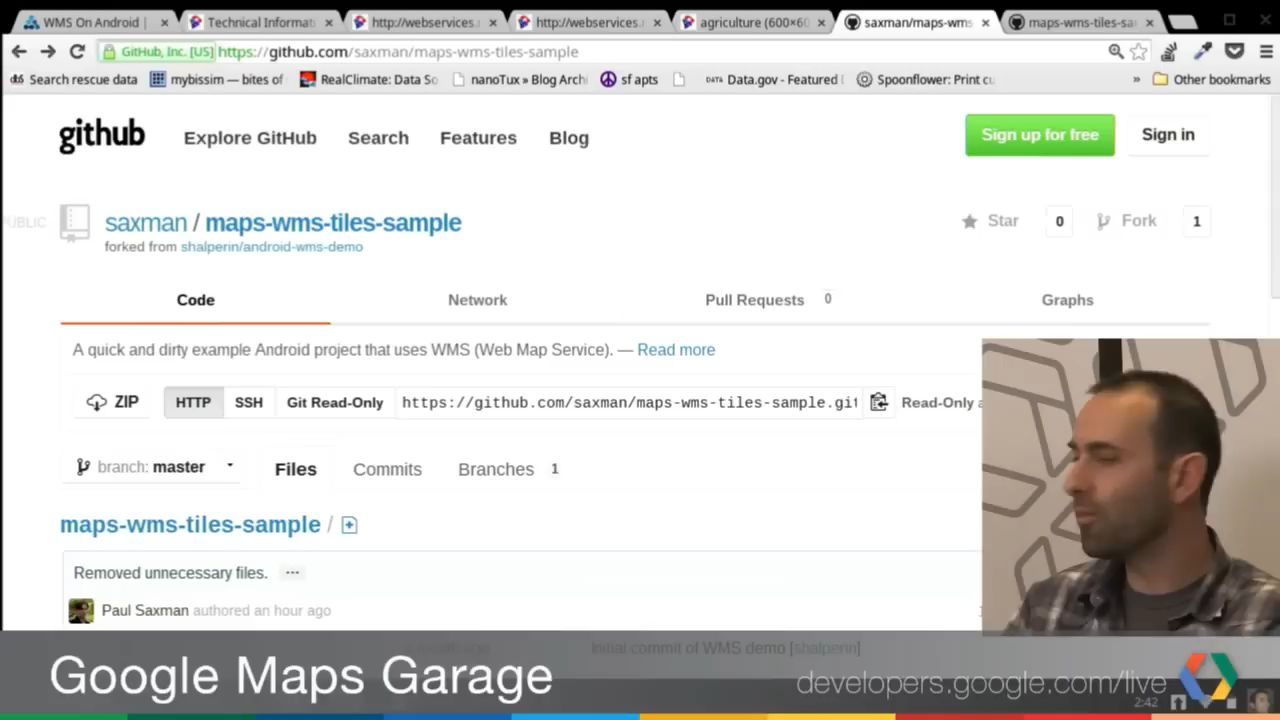 WMS On Android |
Technical Informati
http://webservices.
http://webservices.
agriculture (600×60
saxman/maps-wms-
maps-wms-tiles-sa
GitHub, Inc. [US] https://github.com/saxman/maps-wms-tiles-sample
Search rescue data
mybissim — bites of
RealClimate: Data So
nanoTux » Blog Archi
sf apts
DATA Data.gov - Featured
Spoonflower: Print cu
» Other bookmarks
github
Explore GitHub
Search
Features
Blog
Sign up for free
Sign in
PUBLIC
saxman / maps-wms-tiles-sample
Star 0 Fork 1
forked from shalperin/android-wms-demo
Code
Network
Pull Requests 0
Graphs
A quick and dirty example Android project that uses WMS (Web Map Service). — Read more
ZIP HTTP SSH Git Read-Only https://github.com/saxman/maps-wms-tiles-sample.git Read-Only a
branch: master
Files
Commits
Branches 1
maps-wms-tiles-sample /
Removed unnecessary files. ...
Paul Saxman authored an hour ago
Initial commit of WMS demo [shalperin]
Google Maps Garage
developers.google.com/live
2:42